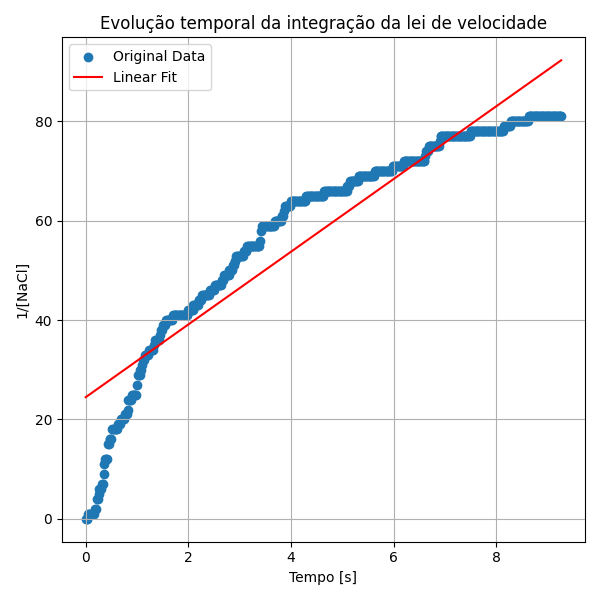 Evolução temporal da integração da lei de velocidade
Original Data
Linear Fit
1/[NaCl]
80
60
40
20
0
0 2 4 6 8
Tempo [s]